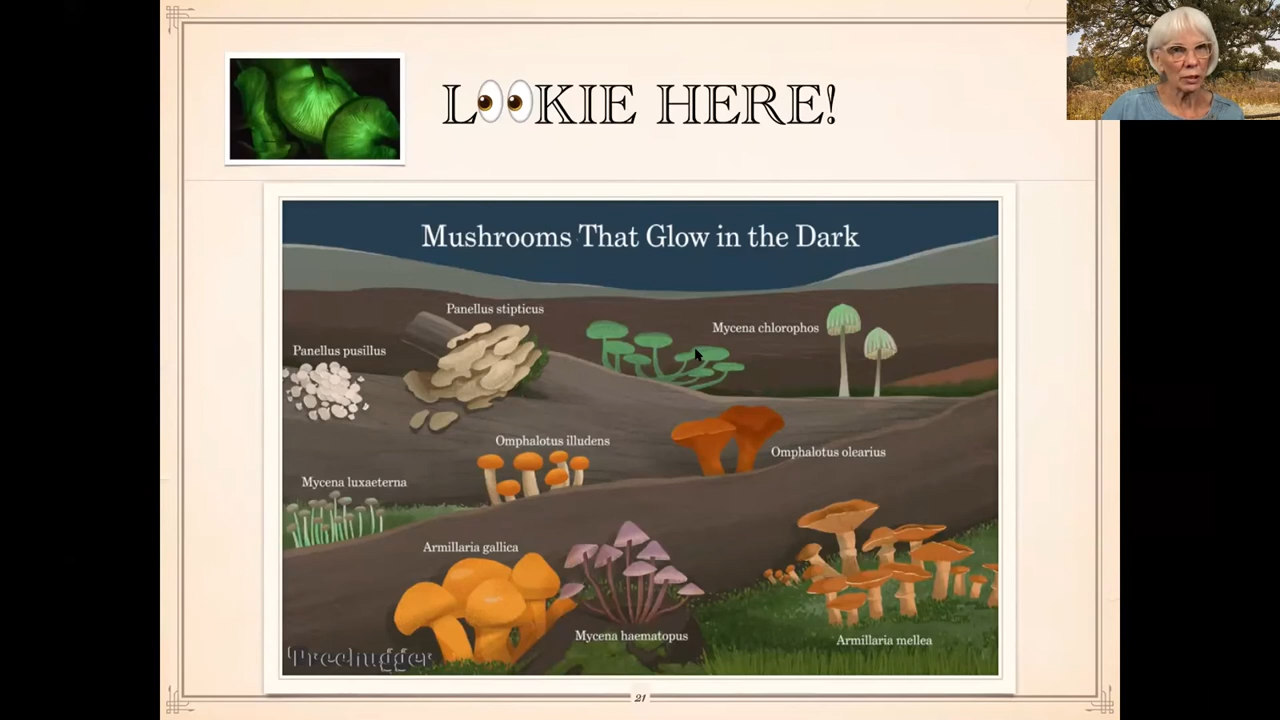 L👀KIE HERE!
Mushrooms That Glow in the Dark
Panellus stipticus
Mycena chlorophos
Panellus pusillus
Omphalotus illudens
Omphalotus olearius
Mycena luxaeterna
Armillaria gallica
Mycena haematopus
Armillaria mellea
Treehugger
21